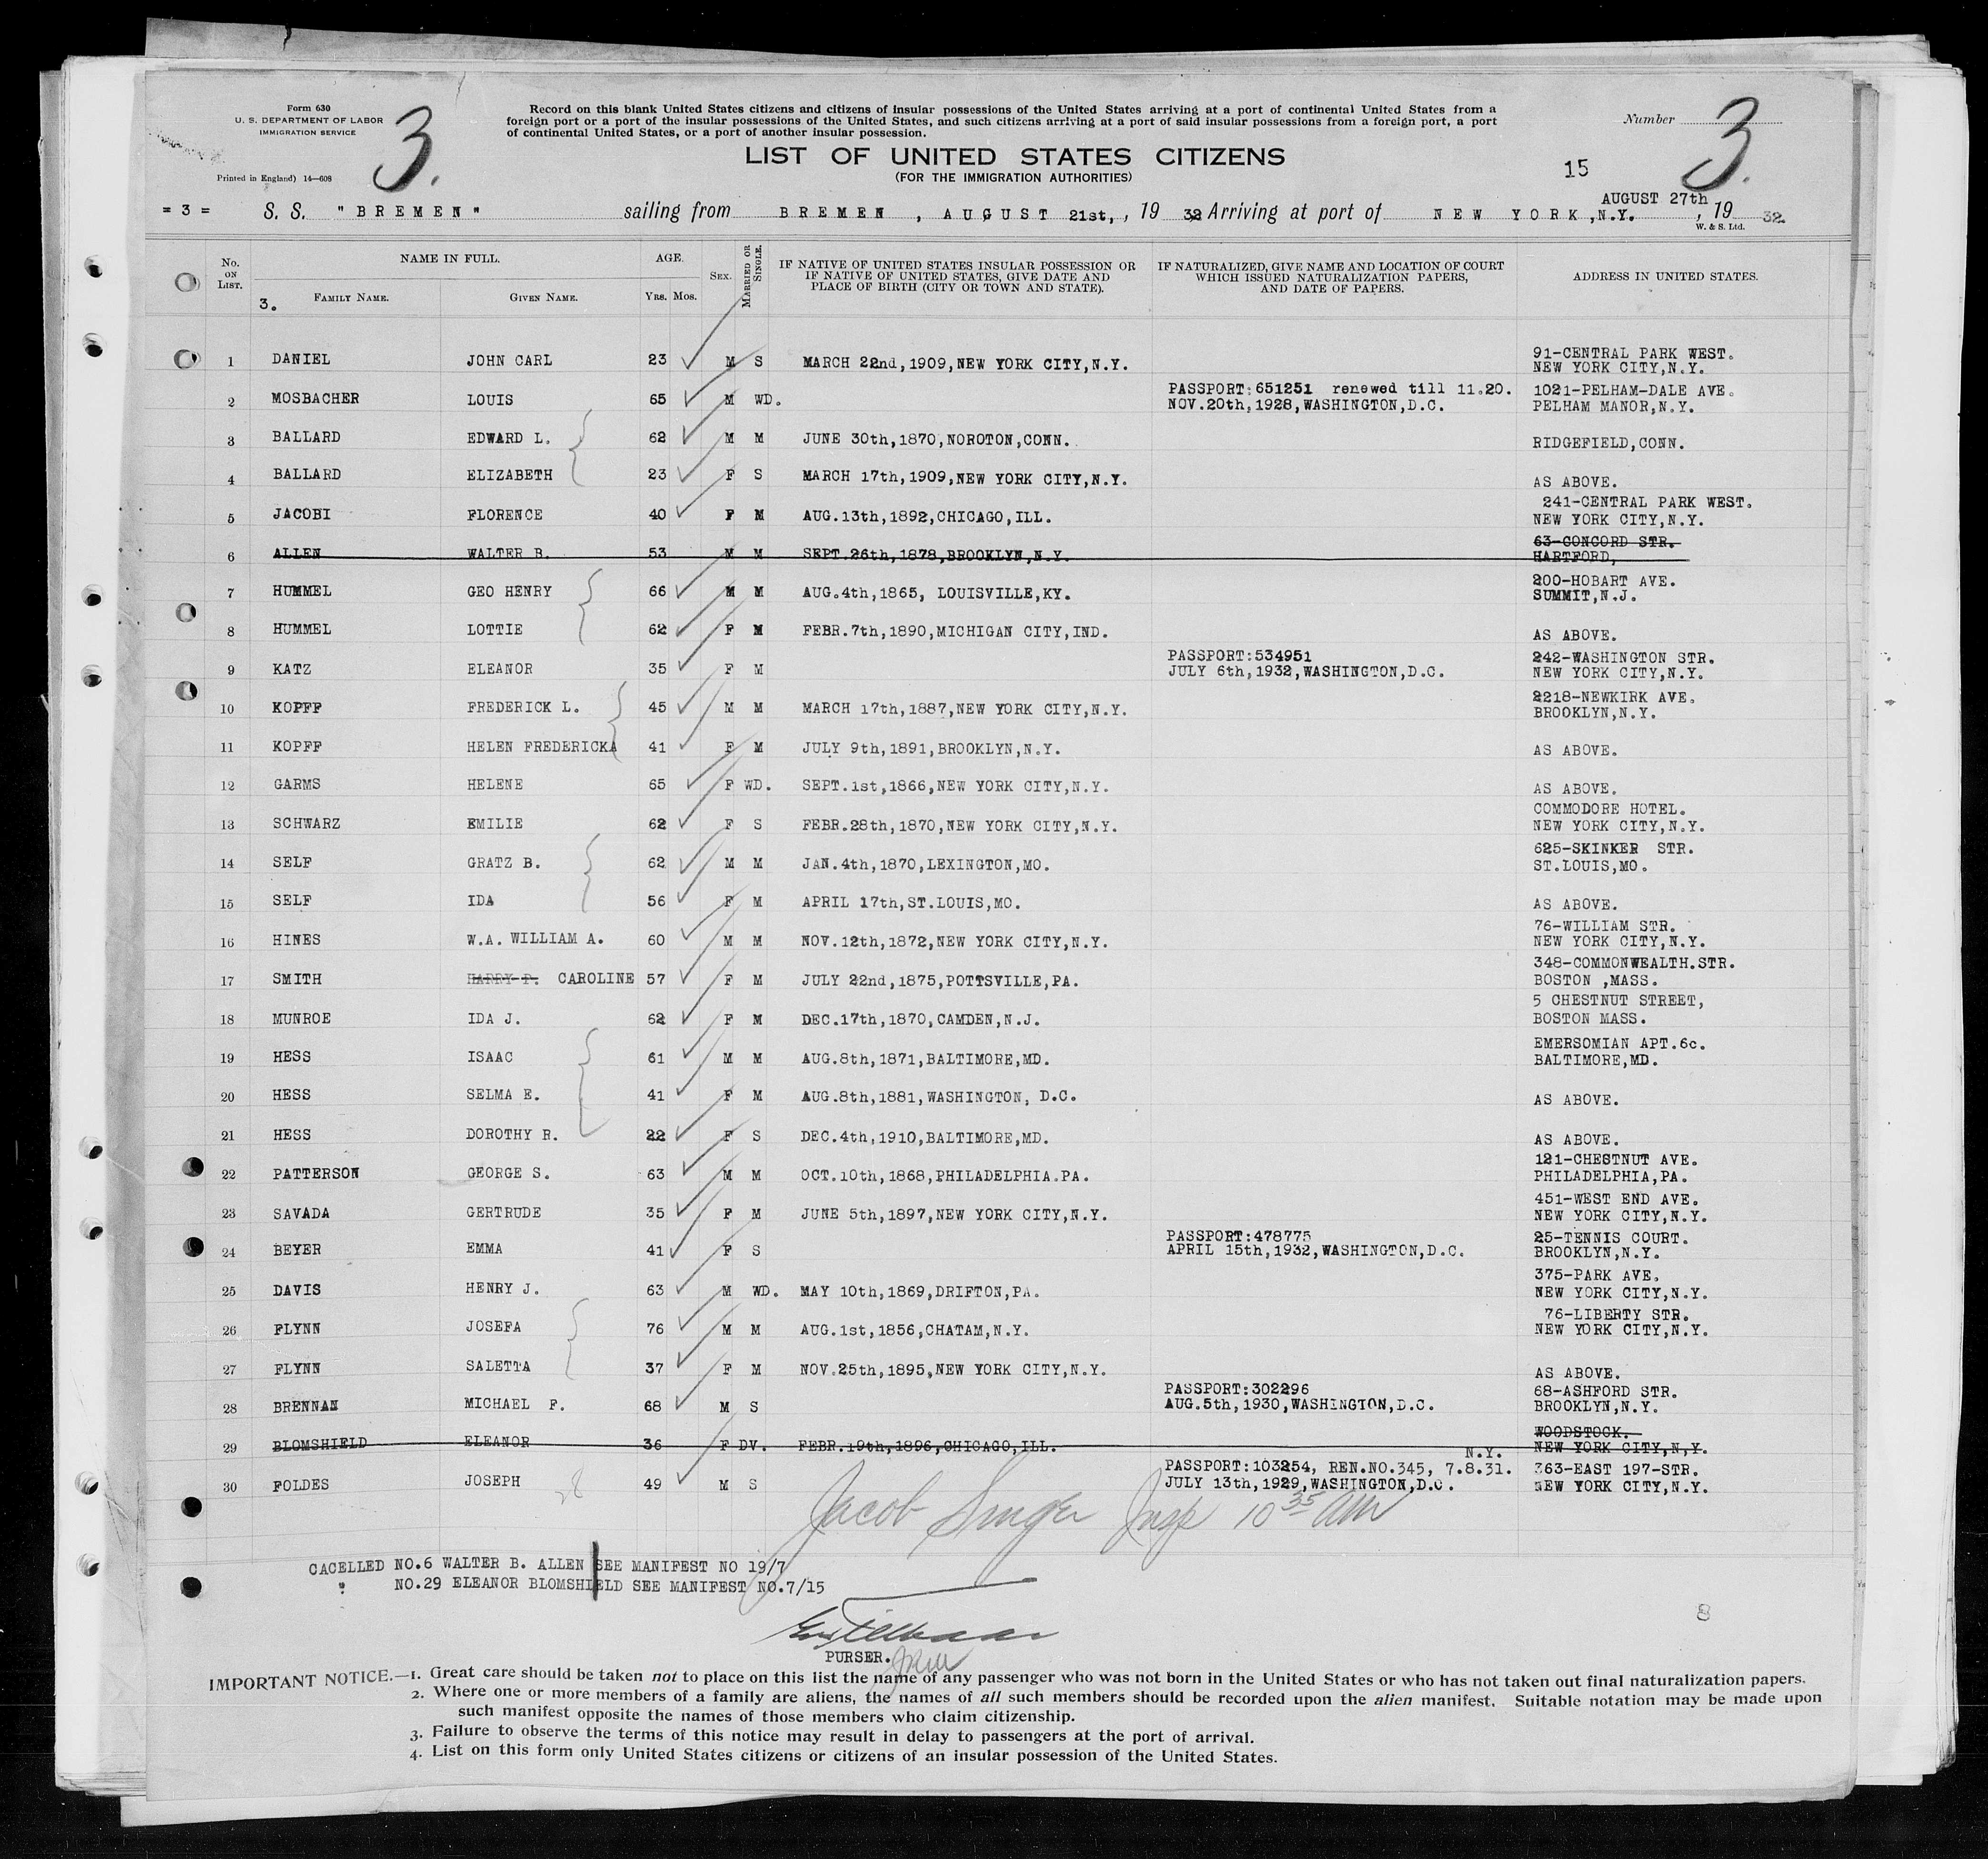 Form 630
U. S. DEPARTMENT OF LABOR
IMMIGRATION SERVICE
Printed in England) 14—608
3.
Record on this blank United States citizens and citizens of insular possessions of the United States arriving at a port of continental United States from a
foreign port or a port of the insular possessions of the United States, and such citizens arriving at a port of said insular possessions from a foreign port, a port
of continental United States, or a port of another insular possession.
LIST OF UNITED STATES CITIZENS
(FOR THE IMMIGRATION AUTHORITIES)
Number 3.
15
= 3 = S. S. "BREMEN" sailing from BREMEN, AUGUST 21st,, 19 32 Arriving at port of NEW YORK, N.Y. AUGUST 27th, 19 32.
W. & S. Ltd.
No. ON LIST. NAME IN FULL. AGE. SEX. MARRIED OR SINGLE. IF NATIVE OF UNITED STATES INSULAR POSSESSION OR IF NATIVE OF UNITED STATES, GIVE DATE AND PLACE OF BIRTH (CITY OR TOWN AND STATE). IF NATURALIZED, GIVE NAME AND LOCATION OF COURT WHICH ISSUED NATURALIZATION PAPERS, AND DATE OF PAPERS. ADDRESS IN UNITED STATES.
3. FAMILY NAME. GIVEN NAME. Yrs. Mos.
1 DANIEL JOHN CARL 23 M S MARCH 22nd,1909,NEW YORK CITY,N.Y. 91-CENTRAL PARK WEST. NEW YORK CITY,N.Y.
2 MOSBACHER LOUIS 65 M WD. PASSPORT:651251 renewed till 11.20. NOV.20th,1928,WASHINGTON,D.C. 1021-PELHAM-DALE AVE. PELHAM MANOR,N.Y.
3 BALLARD EDWARD L. 62 M M JUNE 30th,1870,NOROTON,CONN. RIDGEFIELD,CONN.
4 BALLARD ELIZABETH 23 F S MARCH 17th,1909,NEW YORK CITY,N.Y. AS ABOVE.
5 JACOBI FLORENCE 40 F M AUG.13th,1892,CHICAGO,ILL. 241-CENTRAL PARK WEST. NEW YORK CITY,N.Y.
6 ALLEN WALTER B. 53 M M SEPT.26th,1878,BROOKLYN,N.Y. 63-CONCORD STR. HARTFORD,
7 HUMMEL GEO HENRY 66 M M AUG.4th,1865, LOUISVILLE,KY. 200-HOBART AVE. SUMMIT,N.J.
8 HUMMEL LOTTIE 62 F M FEBR.7th,1890,MICHIGAN CITY,IND. AS ABOVE.
9 KATZ ELEANOR 35 F M PASSPORT:534951 JULY 6th,1932,WASHINGTON,D.C. 242-WASHINGTON STR. NEW YORK CITY,N.Y.
10 KOPFF FREDERICK L. 45 M M MARCH 17th,1887,NEW YORK CITY,N.Y. 2218-NEWKIRK AVE. BROOKLYN,N.Y.
11 KOPFF HELEN FREDERICKA 41 F M JULY 9th,1891,BROOKLYN,N.Y. AS ABOVE.
12 GARMS HELENE 65 F WD. SEPT.1st,1866,NEW YORK CITY,N.Y. AS ABOVE.
13 SCHWARZ EMILIE 62 F S FEBR.28th,1870,NEW YORK CITY,N.Y. COMMODORE HOTEL. NEW YORK CITY,N.Y.
14 SELF GRATZ B. 62 M M JAN.4th,1870,LEXINGTON,MO. 625-SKINKER STR. ST.LOUIS,MO.
15 SELF IDA 56 F M APRIL 17th,ST.LOUIS,MO. AS ABOVE.
16 HINES W.A. WILLIAM A. 60 M M NOV.12th,1872,NEW YORK CITY,N.Y. 76-WILLIAM STR. NEW YORK CITY,N.Y.
17 SMITH HARRY P. CAROLINE 57 F M JULY 22nd,1875,POTTSVILLE,PA. 348-COMMONWEALTH.STR. BOSTON ,MASS.
18 MUNROE IDA J. 62 F M DEC.17th,1870,CAMDEN,N.J. 5 CHESTNUT STREET, BOSTON MASS.
19 HESS ISAAC 61 M M AUG.8th,1871,BALTIMORE,MD. EMERSOMIAN APT.6c. BALTIMORE,MD.
20 HESS SELMA E. 41 F M AUG.8th,1881,WASHINGTON, D.C. AS ABOVE.
21 HESS DOROTHY R. 22 F S DEC.4th,1910,BALTIMORE,MD. AS ABOVE.
22 PATTERSON GEORGE S. 63 M M OCT.10th,1868,PHILADELPHIA.PA. 121-CHESTNUT AVE. PHILADELPHIA,PA.
23 SAVADA GERTRUDE 35 F M JUNE 5th,1897,NEW YORK CITY,N.Y. 451-WEST END AVE. NEW YORK CITY,N.Y.
24 BEYER EMMA 41 F S PASSPORT:478775 APRIL 15th,1932,WASHINGTON,D.C. 25-TENNIS COURT. BROOKLYN,N.Y.
25 DAVIS HENRY J. 63 M WD. MAY 10th,1869,DRIFTON,PA. 375-PARK AVE. NEW YORK CITY,N.Y.
26 FLYNN JOSEFA 76 M M AUG.1st,1856,CHATAM,N.Y. 76-LIBERTY STR. NEW YORK CITY,N.Y.
27 FLYNN SALETTA 37 F M NOV.25th,1895,NEW YORK CITY,N.Y. AS ABOVE.
28 BRENNAN MICHAEL F. 68 M S PASSPORT:302296 AUG.5th,1930,WASHINGTON,D.C. 68-ASHFORD STR. BROOKLYN,N.Y.
29 BLOMSHIELD ELEANOR 36 F DV. FEBR.19th,1896,CHICAGO,ILL. WOODSTOCK. NEW YORK CITY,N,Y.
30 FOLDES JOSEPH 49 M S N.Y. PASSPORT:103254, REN.NO.345, 7.8.31. JULY 13th,1929,WASHINGTON,D.C. 363-EAST 197-STR. NEW YORK CITY,N.Y.
Jacob Singer Insp 10 35 AM
CACELLED NO.6 WALTER B. ALLEN SEE MANIFEST NO 19/7
" NO.29 ELEANOR BLOMSHIELD SEE MANIFEST NO.7/15
8
PURSER.
IMPORTANT NOTICE.—1. Great care should be taken not to place on this list the name of any passenger who was not born in the United States or who has not taken out final naturalization papers.
2. Where one or more members of a family are aliens, the names of all such members should be recorded upon the alien manifest. Suitable notation may be made upon
such manifest opposite the names of those members who claim citizenship.
3. Failure to observe the terms of this notice may result in delay to passengers at the port of arrival.
4. List on this form only United States citizens or citizens of an insular possession of the United States.